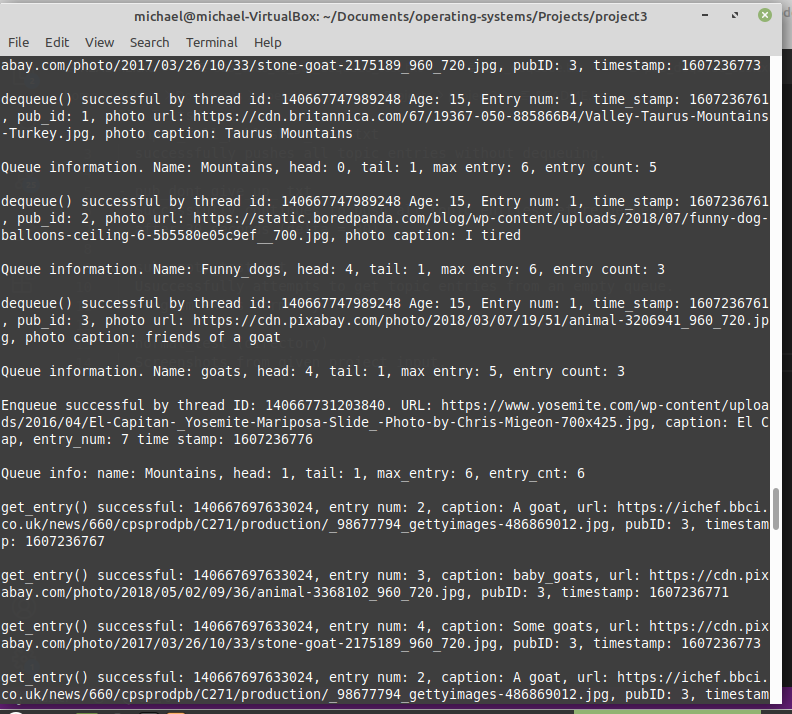 michael@michael-VirtualBox: ~/Documents/operating-systems/Projects/project3
File Edit View Search Terminal Help
abay.com/photo/2017/03/26/10/33/stone-goat-2175189_960_720.jpg, pubID: 3, timestamp: 1607236773
dequeue() successful by thread id: 140667747989248 Age: 15, Entry num: 1, time_stamp: 1607236761
, pub_id: 1, photo url: https://cdn.britannica.com/67/19367-050-885866B4/Valley-Taurus-Mountains
-Turkey.jpg, photo caption: Taurus Mountains
Queue information. Name: Mountains, head: 0, tail: 1, max entry: 6, entry count: 5
dequeue() successful by thread id: 140667747989248 Age: 15, Entry num: 1, time_stamp: 1607236761
, pub_id: 2, photo url: https://static.boredpanda.com/blog/wp-content/uploads/2018/07/funny-dog-
balloons-ceiling-6-5b5580e05c9ef__700.jpg, photo caption: I tired
Queue information. Name: Funny_dogs, head: 4, tail: 1, max entry: 6, entry count: 3
dequeue() successful by thread id: 140667747989248 Age: 15, Entry num: 1, time_stamp: 1607236761
, pub_id: 3, photo url: https://cdn.pixabay.com/photo/2018/03/07/19/51/animal-3206941_960_720.jp
g, photo caption: friends of a goat
Queue information. Name: goats, head: 4, tail: 1, max entry: 5, entry count: 3
Enqueue successful by thread ID: 140667731203840. URL: https://www.yosemite.com/wp-content/uploa
ds/2016/04/El-Capitan-_Yosemite-Mariposa-Slide_-Photo-by-Chris-Migeon-700x425.jpg, caption: El C
ap, entry_num: 7 time stamp: 1607236776
Queue info: name: Mountains, head: 1, tail: 1, max_entry: 6, entry_cnt: 6
get_entry() successful: 140667697633024, entry num: 2, caption: A goat, url: https://ichef.bbci.
co.uk/news/660/cpsprodpb/C271/production/_98677794_gettyimages-486869012.jpg, pubID: 3, timestam
p: 1607236767
get_entry() successful: 140667697633024, entry num: 3, caption: baby_goats, url: https://cdn.pix
abay.com/photo/2018/05/02/09/36/animal-3368102_960_720.jpg, pubID: 3, timestamp: 1607236771
get_entry() successful: 140667697633024, entry num: 4, caption: Some goats, url: https://cdn.pix
abay.com/photo/2017/03/26/10/33/stone-goat-2175189_960_720.jpg, pubID: 3, timestamp: 1607236773
get_entry() successful: 140667697633024, entry num: 2, caption: A goat, url: https://ichef.bbci.
co.uk/news/660/cpsprodpb/C271/production/_98677794_gettyimages-486869012.jpg, pubID: 3, timestam